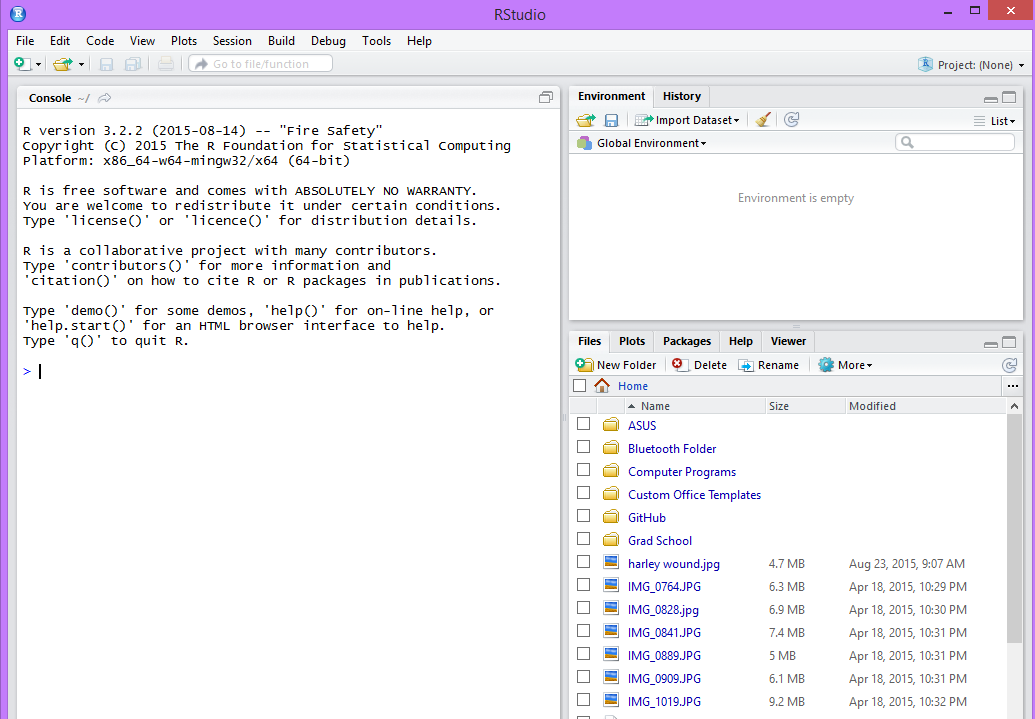 RStudio
File Edit Code View Plots Session Build Debug Tools Help
Go to file/function
Project: (None)
Console ~/
R version 3.2.2 (2015-08-14) -- "Fire Safety"
Copyright (C) 2015 The R Foundation for Statistical Computing
Platform: x86_64-w64-mingw32/x64 (64-bit)
R is free software and comes with ABSOLUTELY NO WARRANTY.
You are welcome to redistribute it under certain conditions.
Type 'license()' or 'licence()' for distribution details.
R is a collaborative project with many contributors.
Type 'contributors()' for more information and
'citation()' on how to cite R or R packages in publications.
Type 'demo()' for some demos, 'help()' for on-line help, or
'help.start()' for an HTML browser interface to help.
Type 'q()' to quit R.
>
Environment History
Import Dataset List
Global Environment
Environment is empty
Files Plots Packages Help Viewer
New Folder Delete Rename More
Home ...
Name Size Modified
ASUS
Bluetooth Folder
Computer Programs
Custom Office Templates
GitHub
Grad School
harley wound.jpg 4.7 MB Aug 23, 2015, 9:07 AM
IMG_0764.JPG 6.3 MB Apr 18, 2015, 10:29 PM
IMG_0828.jpg 6.9 MB Apr 18, 2015, 10:30 PM
IMG_0841.JPG 7.4 MB Apr 18, 2015, 10:31 PM
IMG_0889.JPG 5 MB Apr 18, 2015, 10:31 PM
IMG_0909.JPG 6.1 MB Apr 18, 2015, 10:31 PM
IMG_1019.JPG 9.2 MB Apr 18, 2015, 10:32 PM